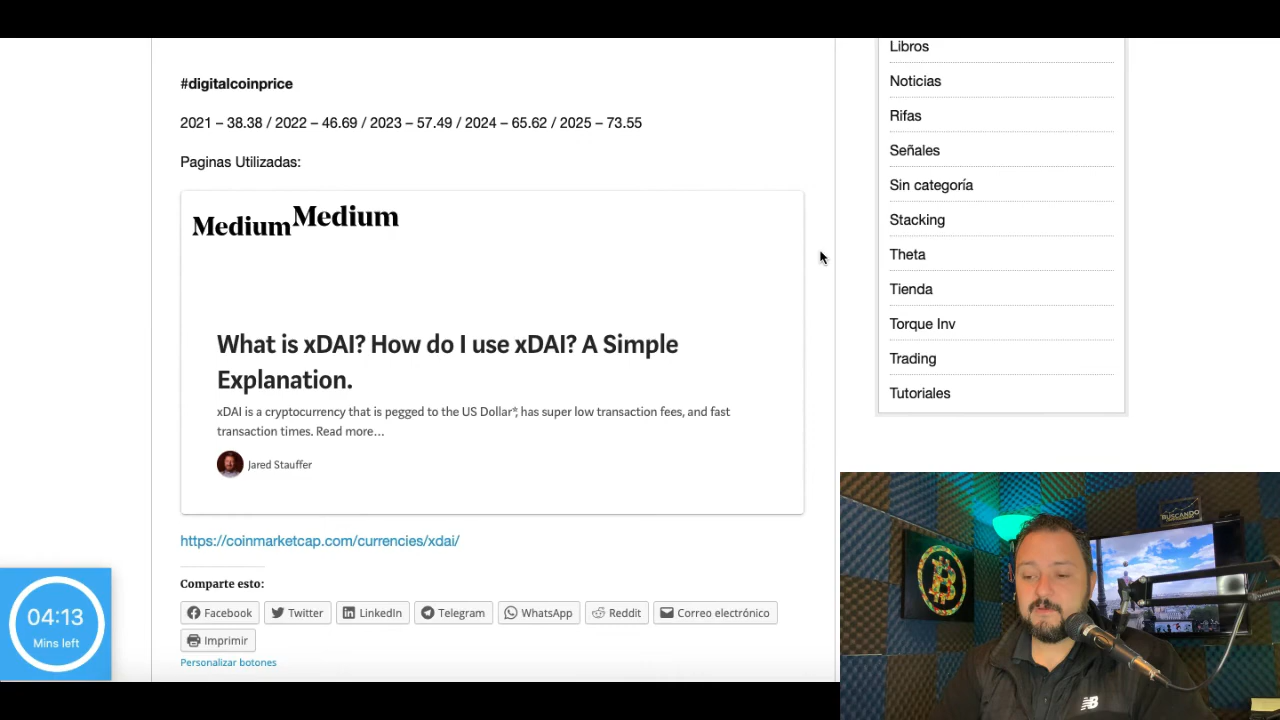 #digitalcoinprice
2021 – 38.38 / 2022 – 46.69 / 2023 – 57.49 / 2024 – 65.62 / 2025 – 73.55
Paginas Utilizadas:
Medium Medium
What is xDAI? How do I use xDAI? A Simple
Explanation.
xDAI is a cryptocurrency that is pegged to the US Dollar*, has super low transaction fees, and fast
transaction times. Read more…
Jared Stauffer
https://coinmarketcap.com/currencies/xdai/
Comparte esto:
Facebook Twitter LinkedIn Telegram WhatsApp Reddit Correo electrónico
Imprimir
Personalizar botones
Libros
Noticias
Rifas
Señales
Sin categoría
Stacking
Theta
Tienda
Torque Inv
Trading
Tutoriales
04:13
Mins left
BUSCANDO